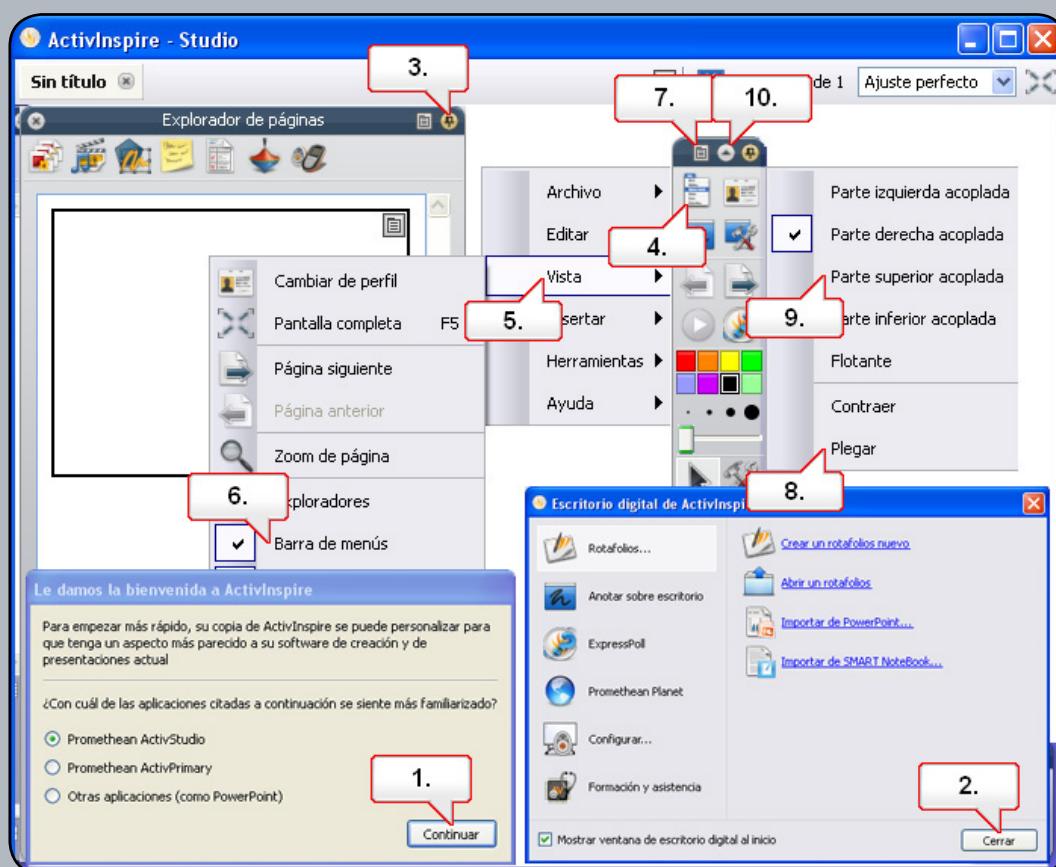 ActivInspire - Studio
3.
Sin título
7.
10.
de 1
Ajuste perfecto
Explorador de páginas
Archivo
Editar
4.
Vista
5.
Herramientas
Ayuda
Parte izquierda acoplada
Parte derecha acoplada
Parte superior acoplada
9.
inferior acoplada
Flotante
Contraer
Plegar
8.
Cambiar de perfil
Pantalla completa F5
Página siguiente
Página anterior
Zoom de página
6.
Barra de menús
Le damos la bienvenida a ActivInspire
Para empezar más rápido, su copia de ActivInspire se puede personalizar para
que tenga un aspecto más parecido a su software de creación y de
presentaciones actual
¿Con cuál de las aplicaciones citadas a continuación se siente más familiarizado?
Promethean ActivStudio
Promethean ActivPrimary
Otras aplicaciones (como PowerPoint)
1.
Continuar
Escritorio digital de
Rotafolios...
Anotar sobre escritorio
ExpressPoll
Promethean Planet
Configurar...
Formación y asistencia
Crear un rotafolios nuevo
Abrir un rotafolios
Importar de PowerPoint...
Importar de SMART NoteBook...
2.
Mostrar ventana de escritorio digital al inicio
Cerrar